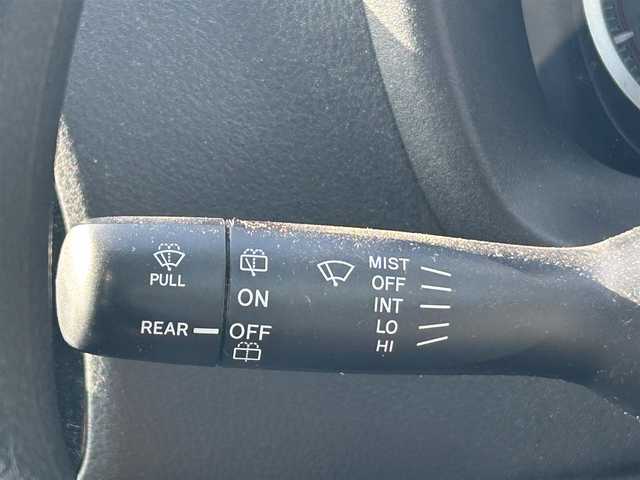 PULL
REAR
ON
OFF
MIST
OFF
INT
LO
HI